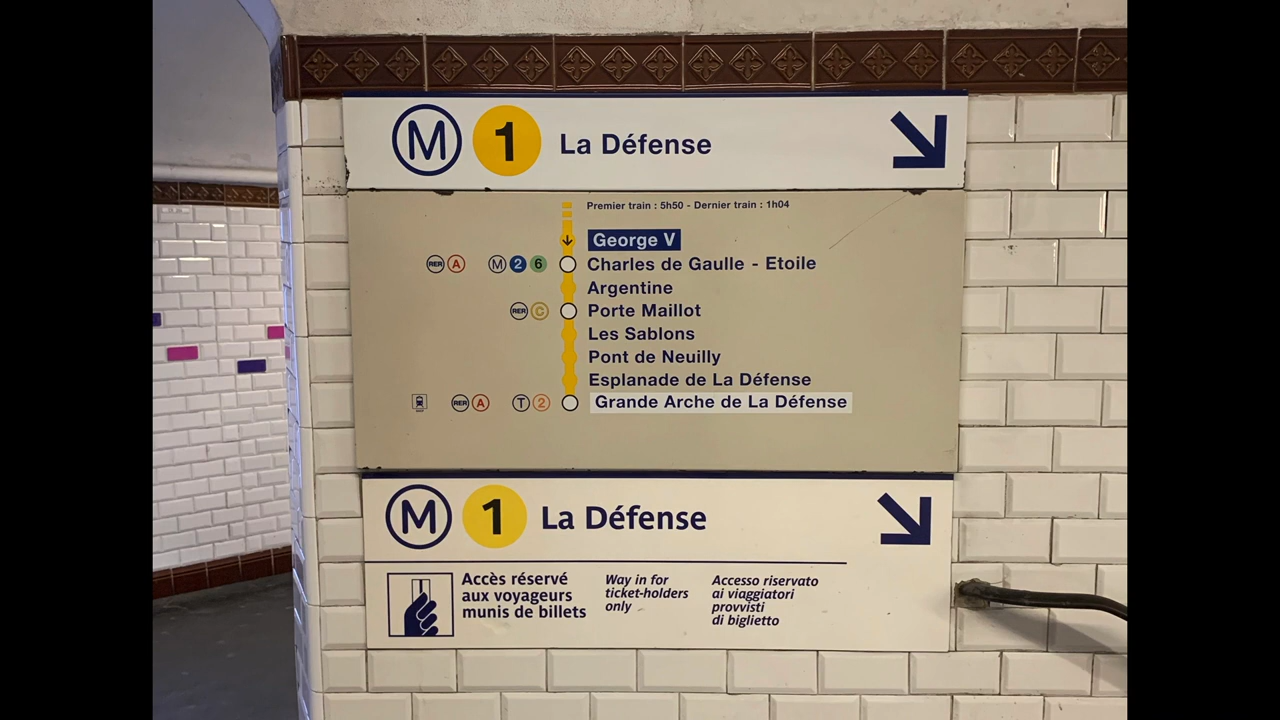 M 1 La Défense
Premier train : 5h50 - Dernier train : 1h04
George V
RER A M 2 6 Charles de Gaulle - Etoile
Argentine
RER C Porte Maillot
Les Sablons
Pont de Neuilly
Esplanade de La Défense
RER A T 2 Grande Arche de La Défense
M 1 La Défense
Accès réservé
aux voyageurs
munis de billets
Way in for
ticket-holders
only
Accesso riservato
ai viaggiatori
provvisti
di biglietto